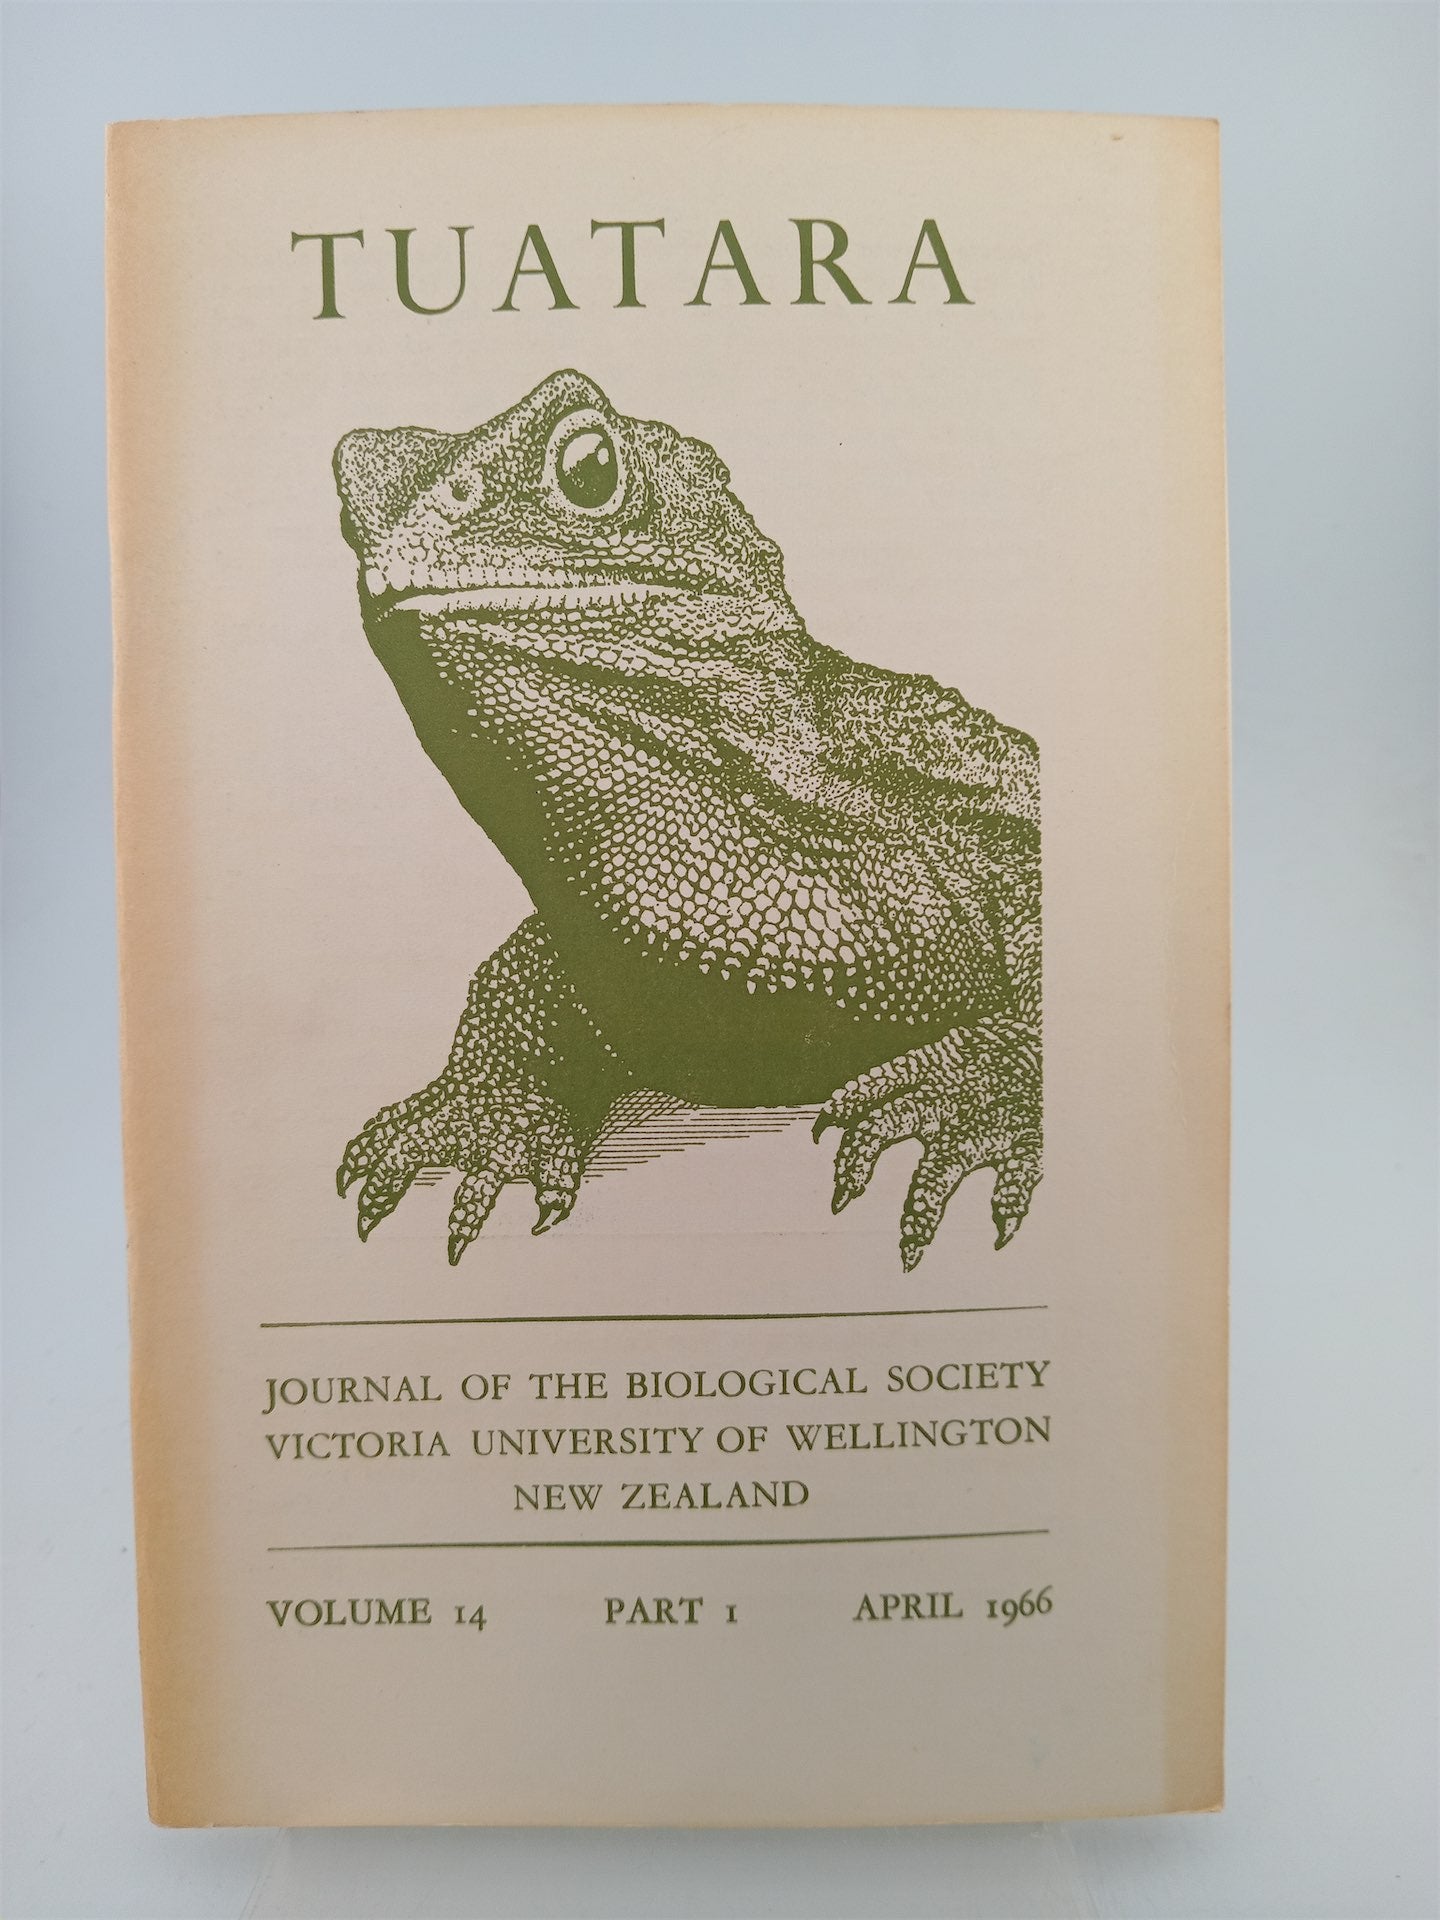 TUATARA
JOURNAL OF THE BIOLOGICAL SOCIETY
VICTORIA UNIVERSITY OF WELLINGTON
NEW ZEALAND
VOLUME 14 PART 1 APRIL 1966